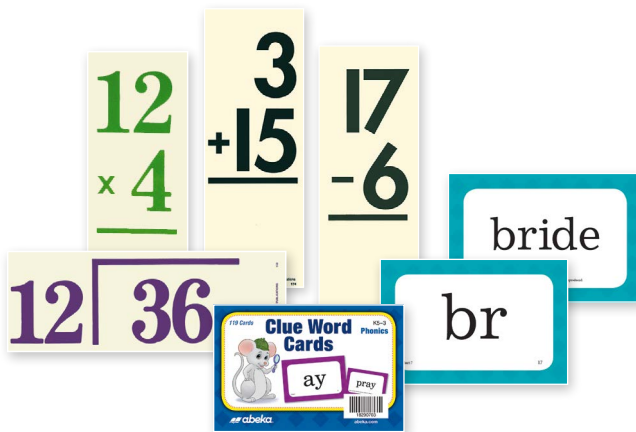 12
x 4
3
+15
17
-6
12 36
bride
br
57
119 Cards
K5–3
Phonics
Clue Word
Cards
ay
pray
abeka
abeka.com